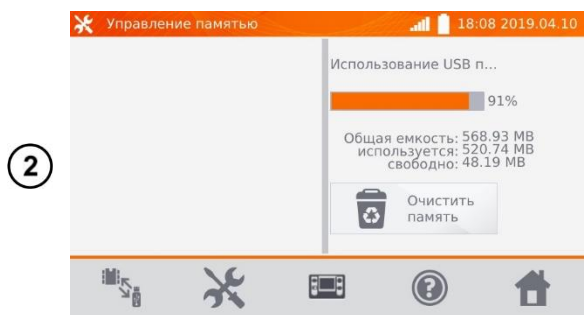 Управление памятью
18:08 2019.04.10
Использование USB п...
91%
Общая емкость: 568.93 MB
используется: 520.74 MB
свободно: 48.19 MB
2
Очистить
память